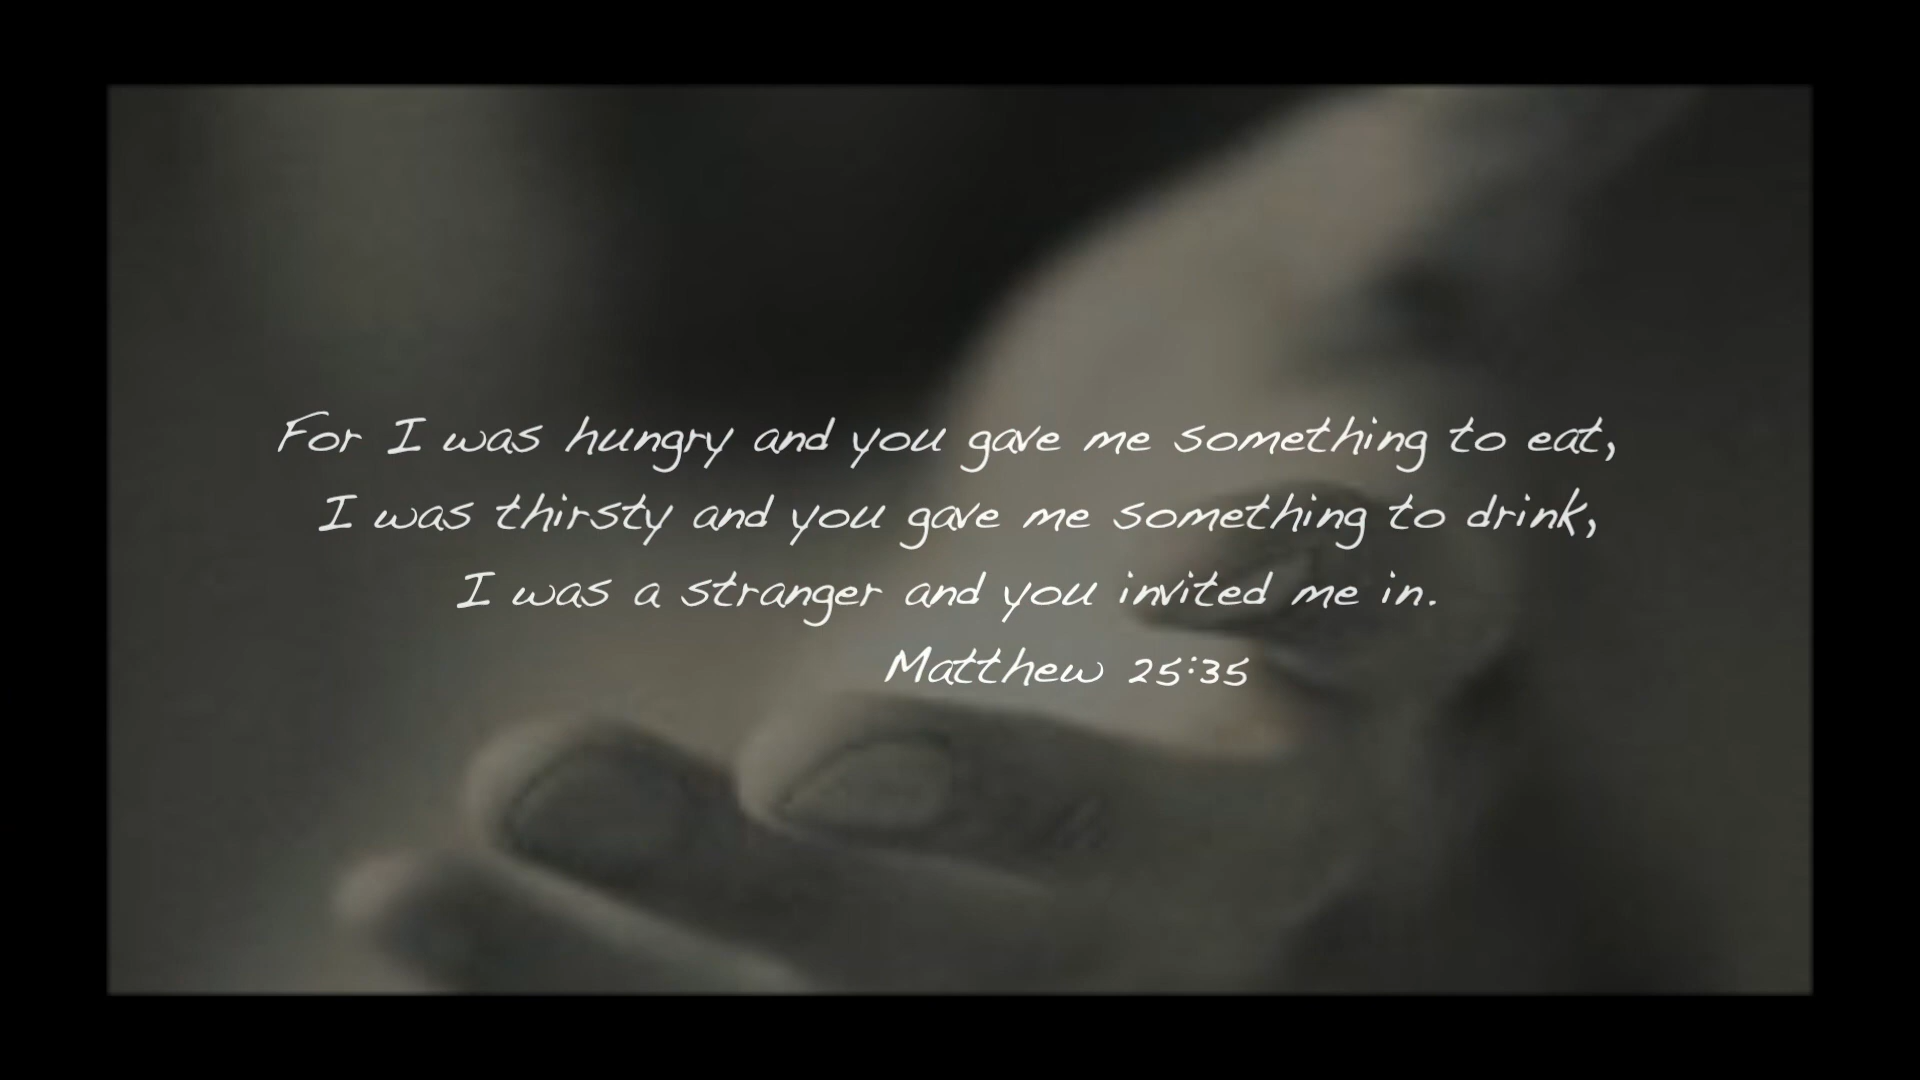 For I was hungry and you gave me something to eat,
I was thirsty and you gave me something to drink,
I was a stranger and you invited me in.
Matthew 25:35